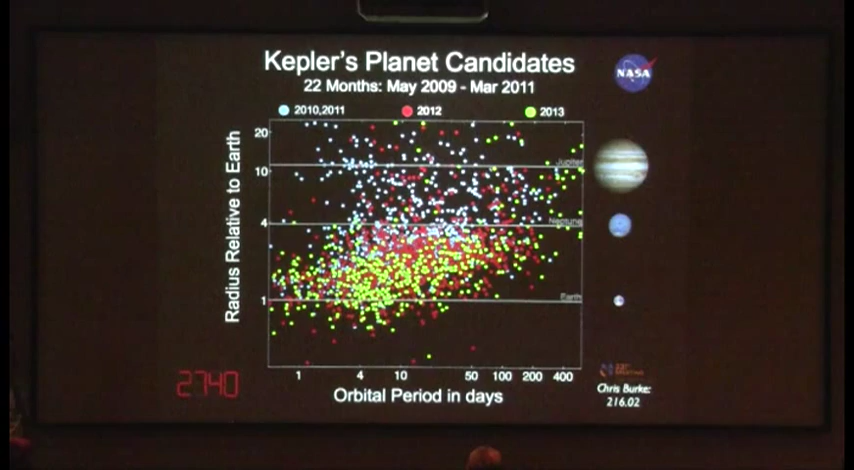 Kepler's Planet Candidates
22 Months: May 2009 - Mar 2011
NASA
2010,2011
2012
2013
Radius Relative to Earth
20
10
4
1
Jupiter
Neptune
Earth
1
4
10
50
100
200
400
Orbital Period in days
2740
Chris Burke:
216.02